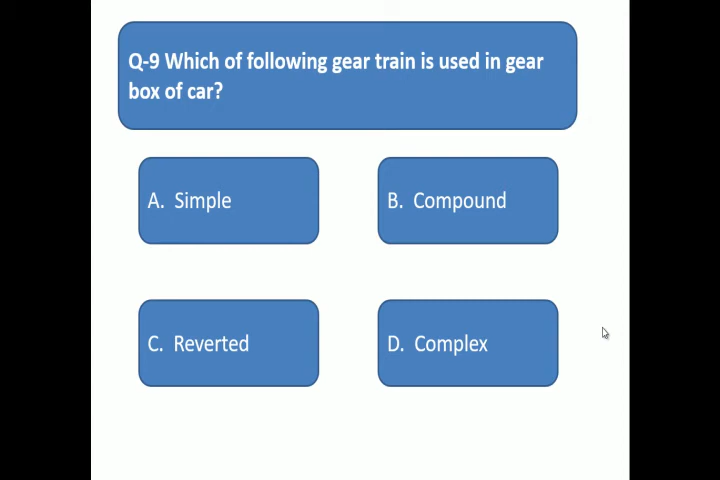 Q-9 Which of following gear train is used in gear
box of car?
A. Simple
B. Compound
C. Reverted
D. Complex